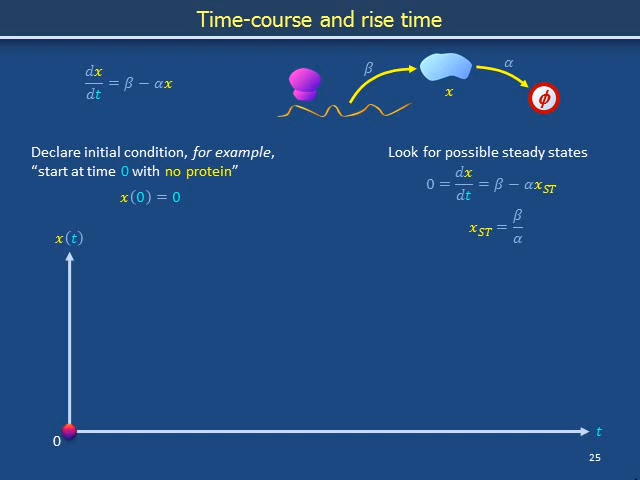 Time-course and rise time
dx/dt = β − αx
β
α
x
ϕ
Declare initial condition, for example,
“start at time 0 with no protein”
x(0) = 0
Look for possible steady states
0 = dx/dt = β − αx_ST
x_ST = β/α
x(t)
0
t
25